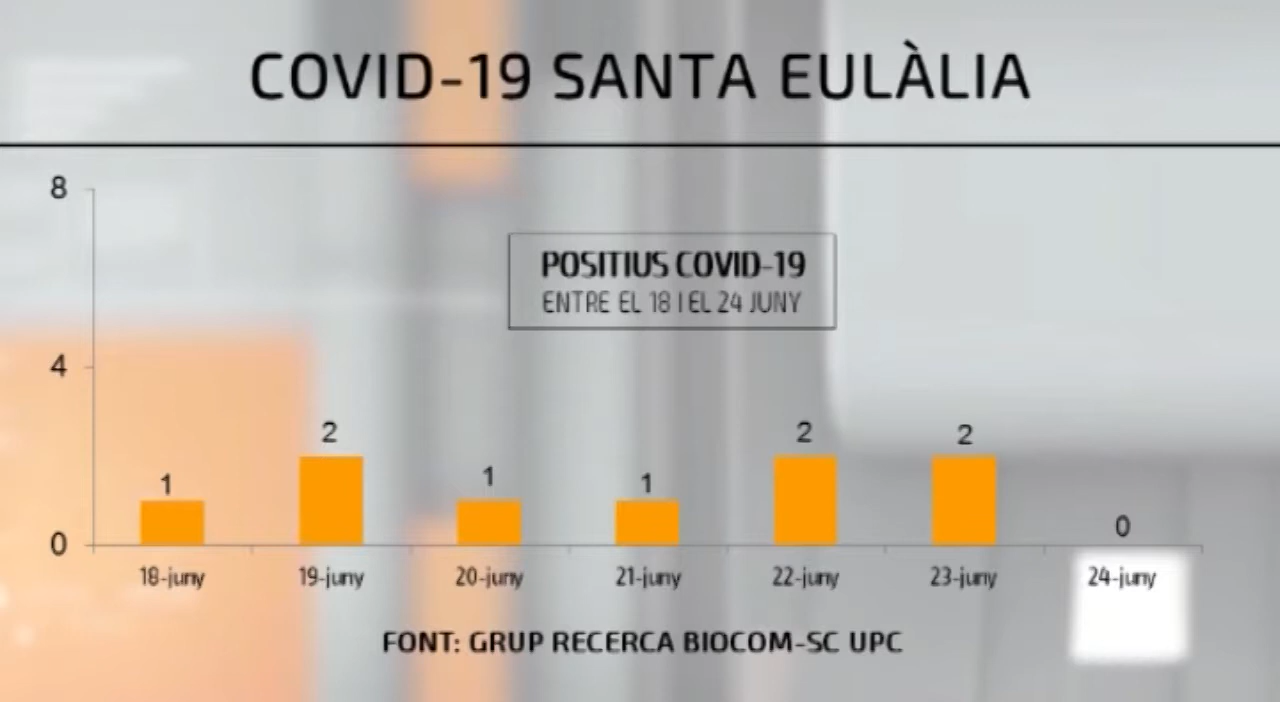 COVID-19 SANTA EULÀLIA
8
POSITIUS COVID-19
ENTRE EL 18 I EL 24 JUNY
4
1 2 1 1 2 2 0
0
18-juny 19-juny 20-juny 21-juny 22-juny 23-juny 24-juny
FONT: GRUP RECERCA BIOCOM-SC UPC